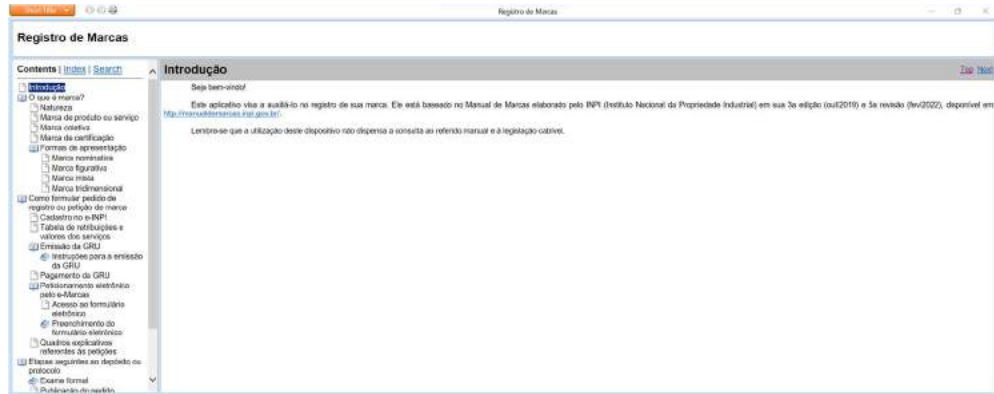 Registro de Marcas
Registro de Marcas
Contents | Index | Search
Introdução
O que é marca?
Natureza
Marca de produto ou serviço
Marca coletiva
Marca de certificação
Formas de apresentação
Marca nominativa
Marca figurativa
Marca mista
Marca tridimensional
Como formular pedido de
registro ou petição de marca
Cadastro no e-INPI
Tabela de retribuições e
valores dos serviços
Emissão da GRU
Instruções para a emissão
da GRU
Pagamento da GRU
Peticionamento eletrônico
pelo e-Marcas
Acesso ao formulário
eletrônico
Preenchimento do
formulário eletrônico
Quadros explicativos
referentes às petições
Etapas seguintes ao depósito ou
protocolo
Exame formal
Publicação do pedido
Introdução
Top Next
Seja bem-vindo!
Este aplicativo visa a auxiliá-lo no registro de sua marca. Ele está baseado no Manual de Marcas elaborado pelo INPI (Instituto Nacional da Propriedade Industrial) em sua 3a edição (out/2019) e 5a revisão (fev/2022), disponível em
http://manualdemarcas.inpi.gov.br/.
Lembre-se que a utilização deste dispositivo não dispensa a consulta ao referido manual e à legislação cabível.